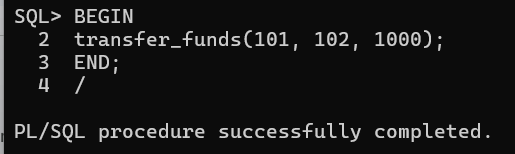 SQL> BEGIN
  2  transfer_funds(101, 102, 1000);
  3  END;
  4  /
PL/SQL procedure successfully completed.